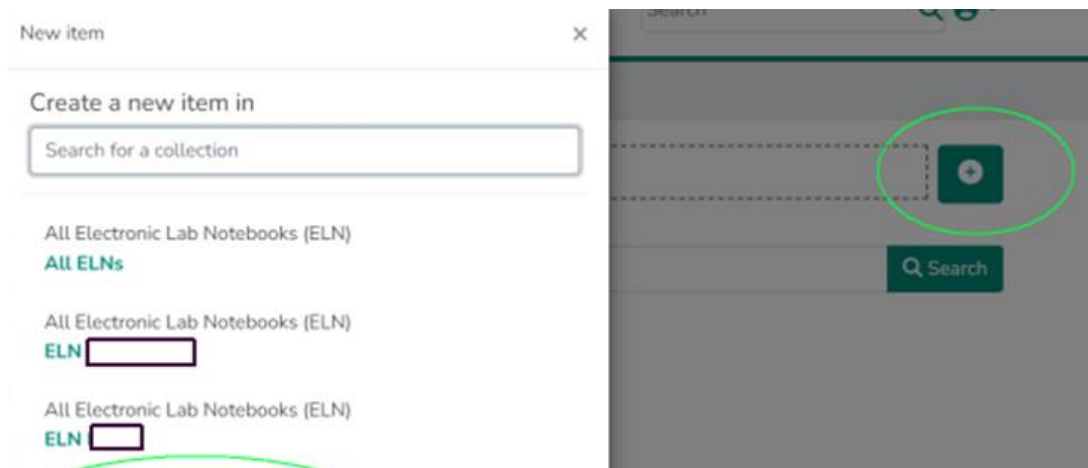 Search
New item ×
Create a new item in
Search for a collection
All Electronic Lab Notebooks (ELN)
All ELNs
Search
All Electronic Lab Notebooks (ELN)
ELN
All Electronic Lab Notebooks (ELN)
ELN